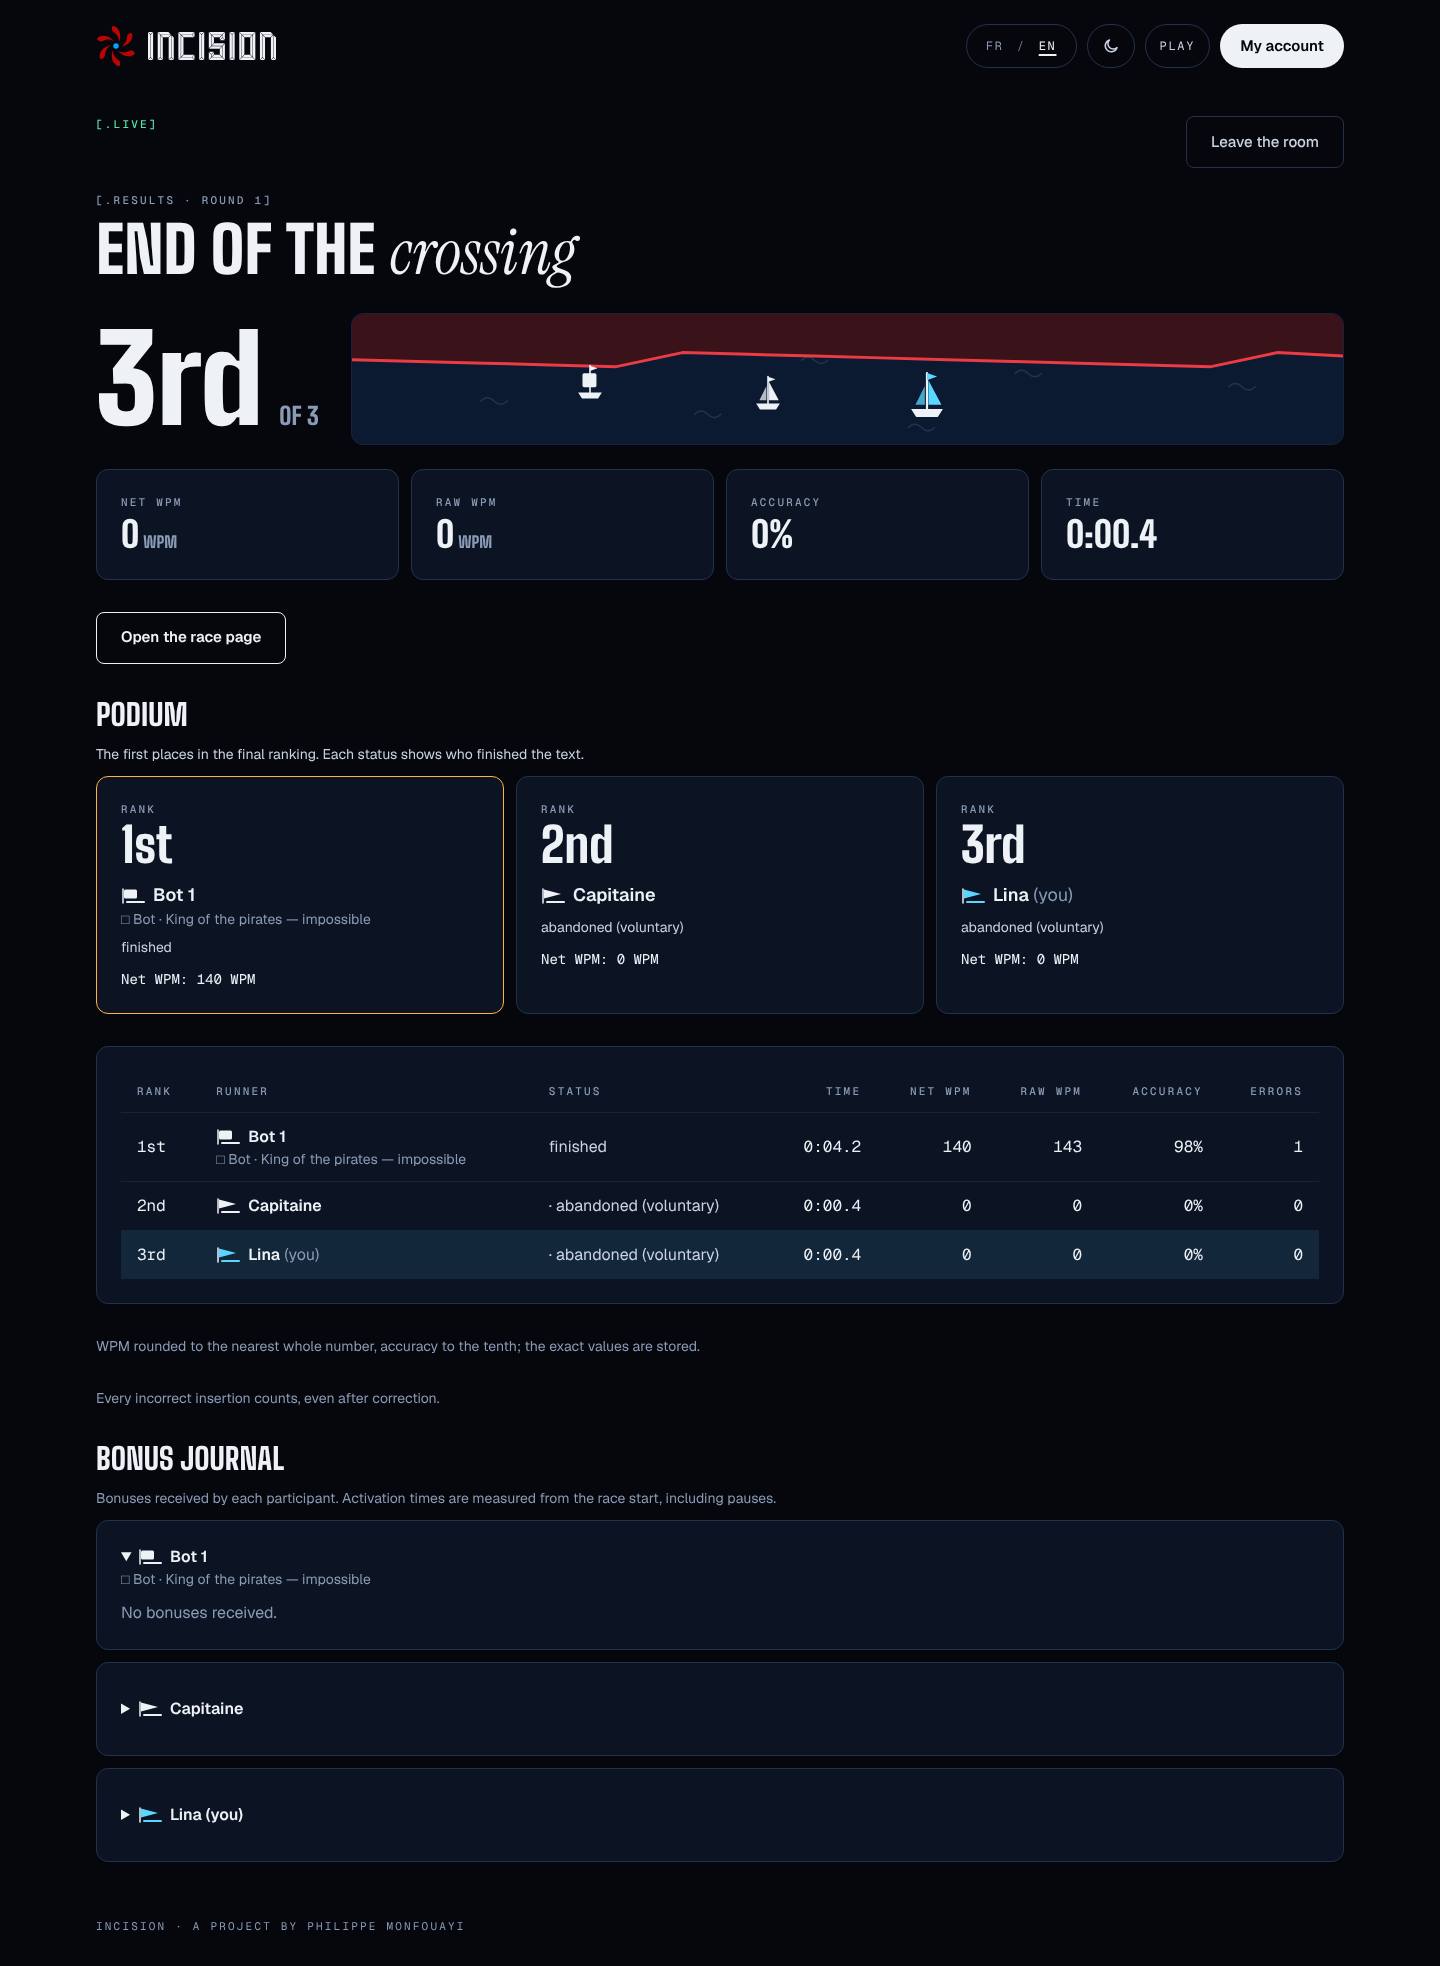 INCISION
FR / EN
PLAY
My account
[.LIVE]
Leave the room
[.RESULTS · ROUND 1]
END OF THE crossing
3rd OF 3
NET WPM
0 WPM
RAW WPM
0 WPM
ACCURACY
0%
TIME
0:00.4
Open the race page
PODIUM
The first places in the final ranking. Each status shows who finished the text.
RANK
1st
Bot 1
□ Bot · King of the pirates — impossible
finished
Net WPM: 140 WPM
RANK
2nd
Capitaine
abandoned (voluntary)
Net WPM: 0 WPM
RANK
3rd
Lina (you)
abandoned (voluntary)
Net WPM: 0 WPM
RANK RUNNER STATUS TIME NET WPM RAW WPM ACCURACY ERRORS
1st Bot 1 □ Bot · King of the pirates — impossible finished 0:04.2 140 143 98% 1
2nd Capitaine · abandoned (voluntary) 0:00.4 0 0 0% 0
3rd Lina (you) · abandoned (voluntary) 0:00.4 0 0 0% 0
WPM rounded to the nearest whole number, accuracy to the tenth; the exact values are stored.
Every incorrect insertion counts, even after correction.
BONUS JOURNAL
Bonuses received by each participant. Activation times are measured from the race start, including pauses.
Bot 1
□ Bot · King of the pirates — impossible
No bonuses received.
Capitaine
Lina (you)
INCISION · A PROJECT BY PHILIPPE MONFOUAYI